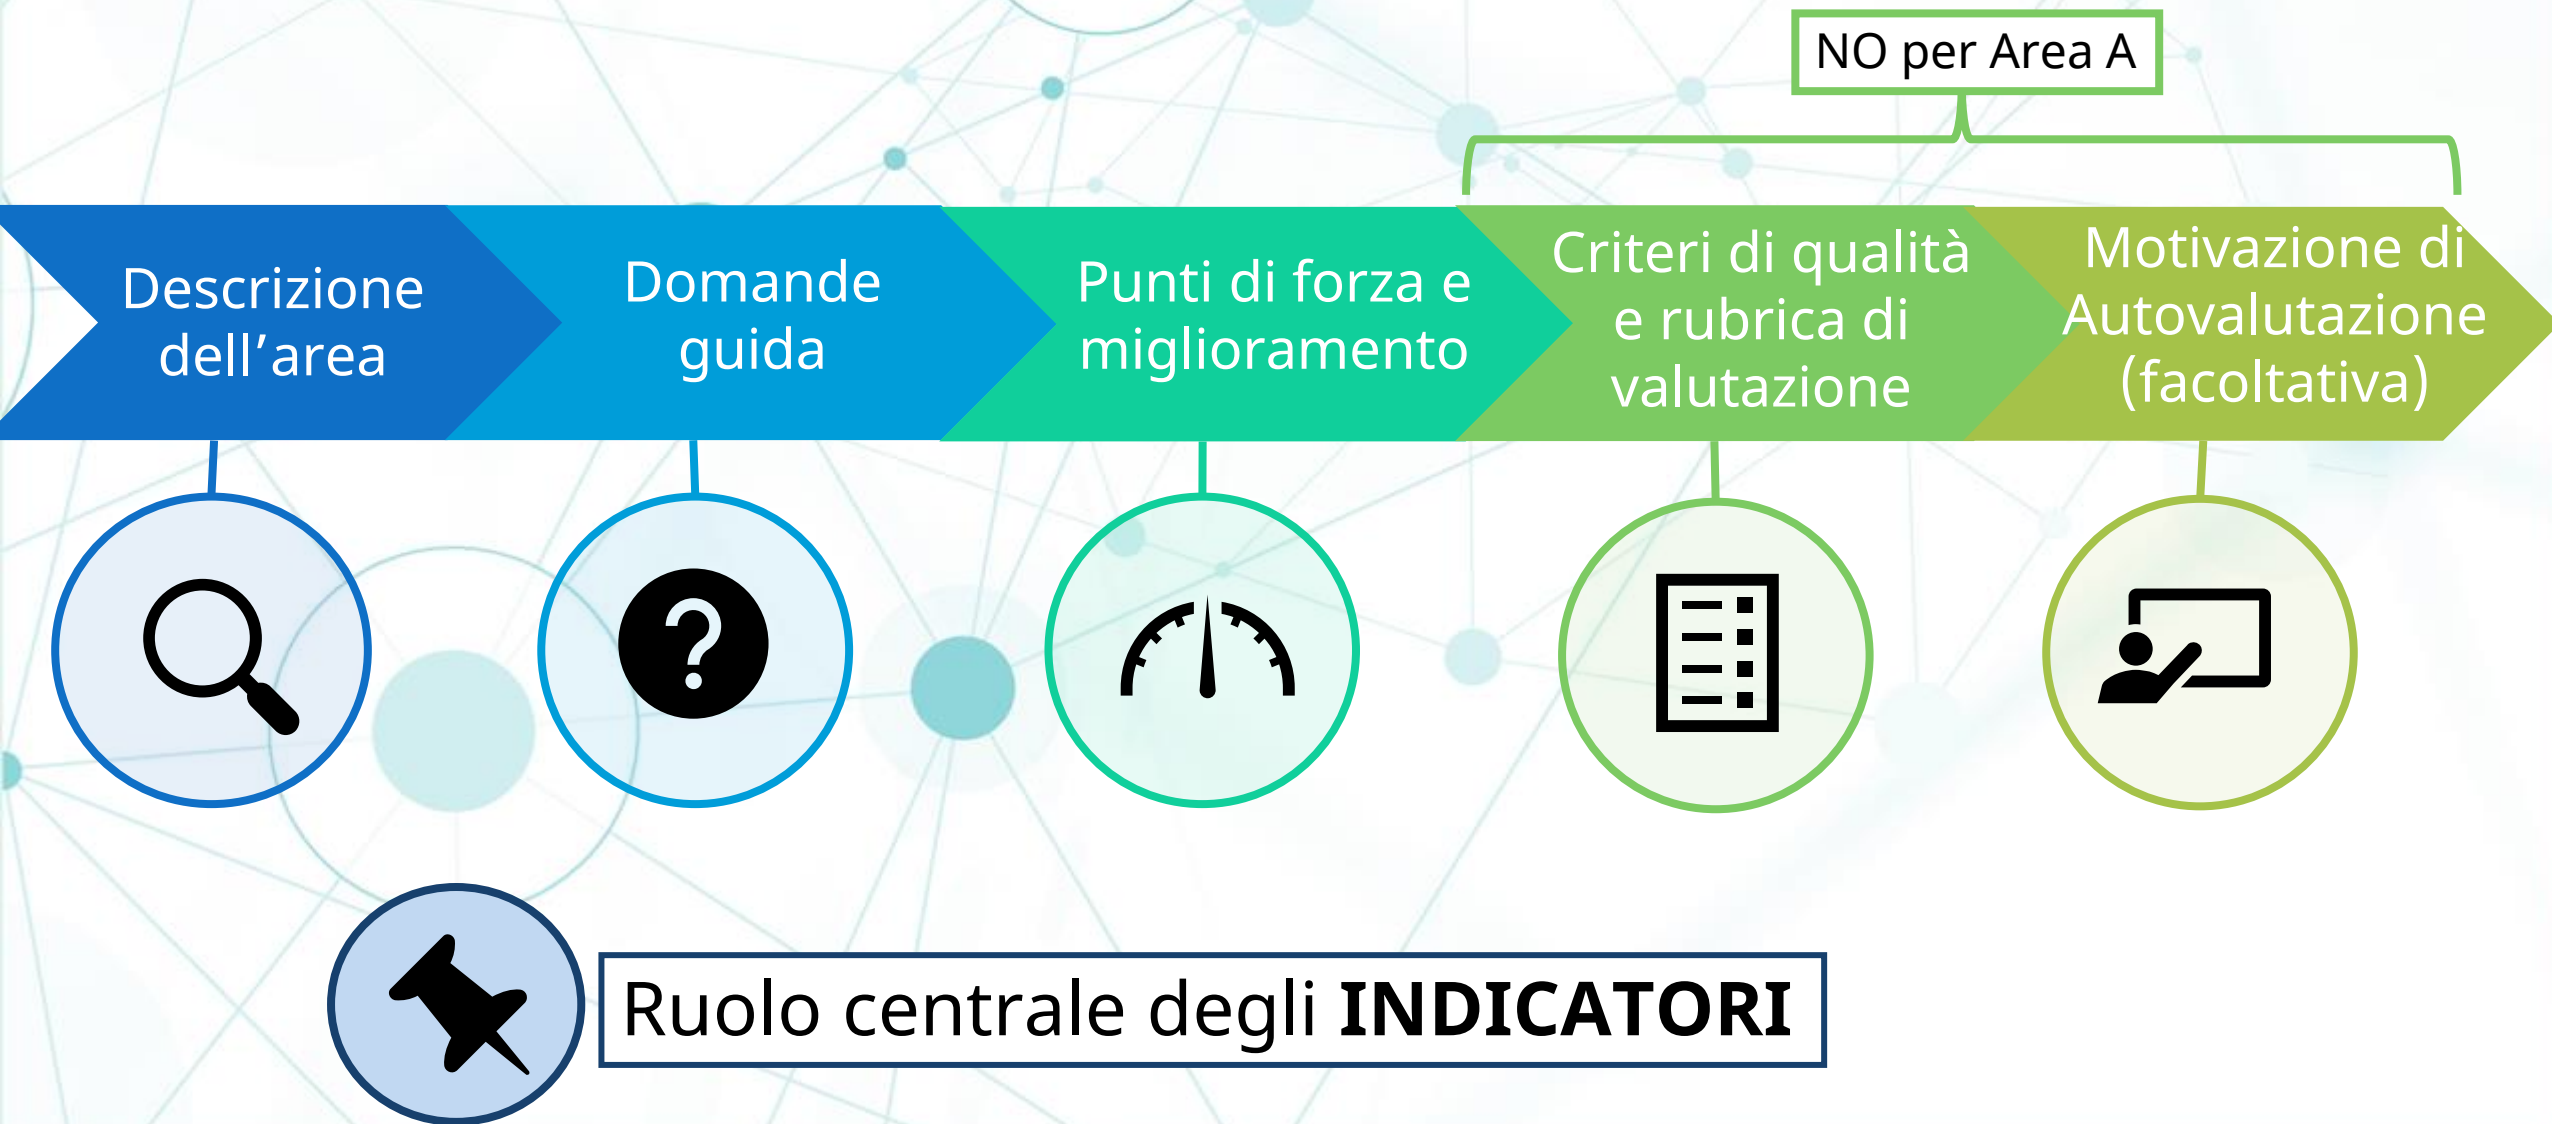 NO per Area A
Descrizione
dell’area
Domande
guida
Punti di forza e
miglioramento
Criteri di qualità
e rubrica di
valutazione
Motivazione di
Autovalutazione
(facoltativa)
Ruolo centrale degli INDICATORI